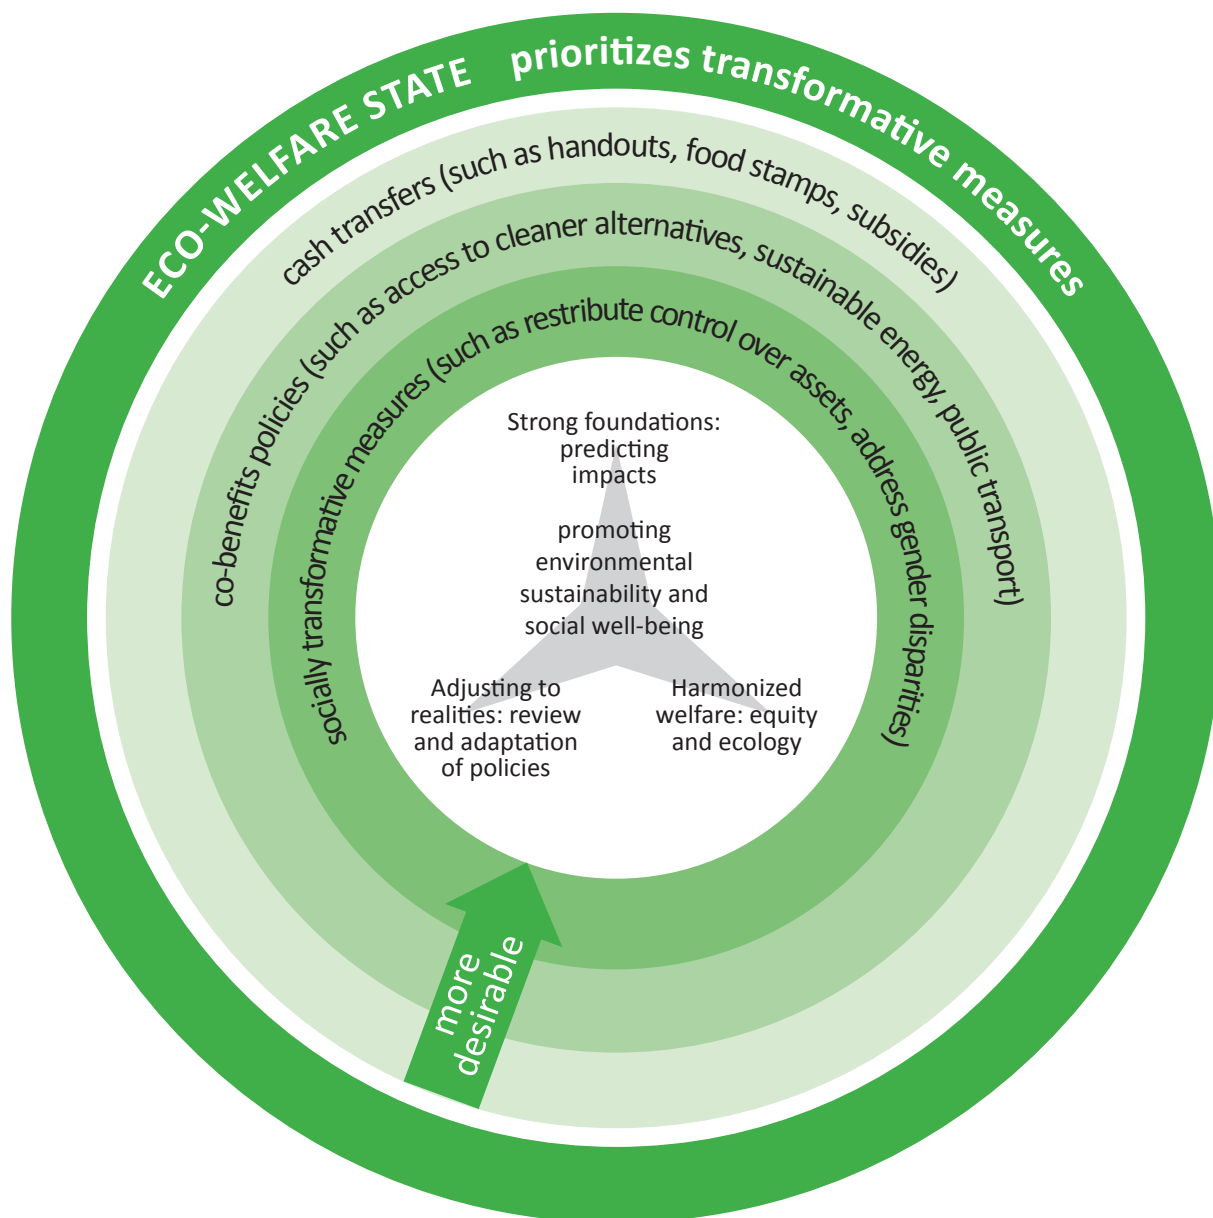 ECO-WELFARE STATE prioritizes transformative measures
cash transfers (such as handouts, food stamps, subsidies)
co-benefits policies (such as access to cleaner alternatives, sustainable energy, public transport)
socially transformative measures (such as restribute control over assets, address gender disparities)
Strong foundations:
predicting
impacts
promoting
environmental
sustainability and
social well-being
Adjusting to
realities: review
and adaptation
of policies
Harmonized
welfare: equity
and ecology
more
desirable